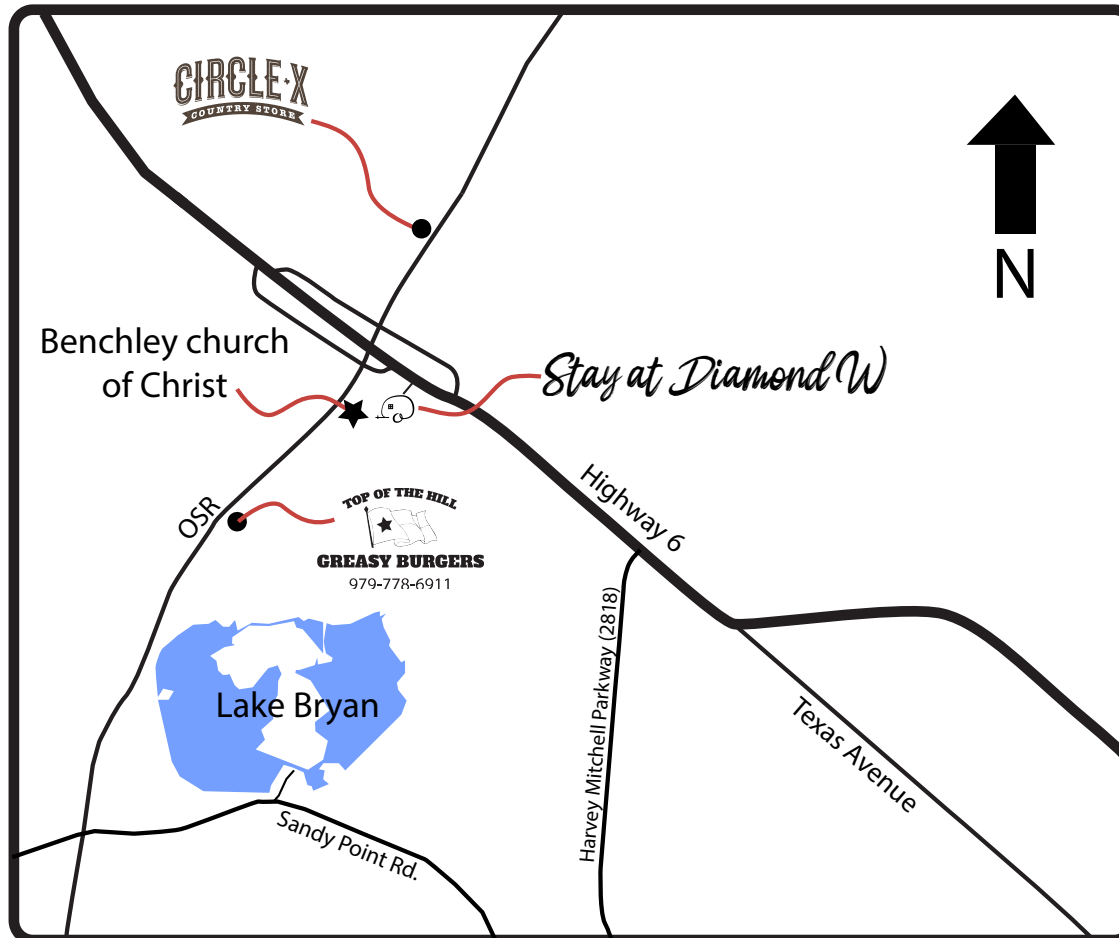 CIRCLE-X
COUNTRY STORE
N
Benchley church
of Christ
Stay at Diamond W
OSR
TOP OF THE HILL
GREASY BURGERS
979-778-6911
Highway 6
Harvey Mitchell Parkway (2818)
Lake Bryan
Texas Avenue
Sandy Point Rd.